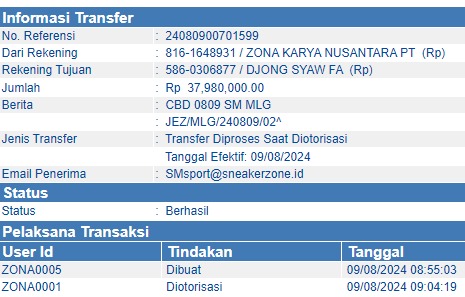 Informasi Transfer
No. Referensi : 24080900701599
Dari Rekening : 816-1648931 / ZONA KARYA NUSANTARA PT (Rp)
Rekening Tujuan : 586-0306877 / DJONG SYAW FA (Rp)
Jumlah : Rp 37,980,000.00
Berita : CBD 0809 SM MLG
: JEZ/MLG/240809/02^
Jenis Transfer : Transfer Diproses Saat Diotorisasi
Tanggal Efektif: 09/08/2024
Email Penerima : SMsport@sneakerzone.id
Status
Status : Berhasil
Pelaksana Transaksi
User Id Tindakan Tanggal
ZONA0005 Dibuat 09/08/2024 08:55:03
ZONA0001 Diotorisasi 09/08/2024 09:04:19